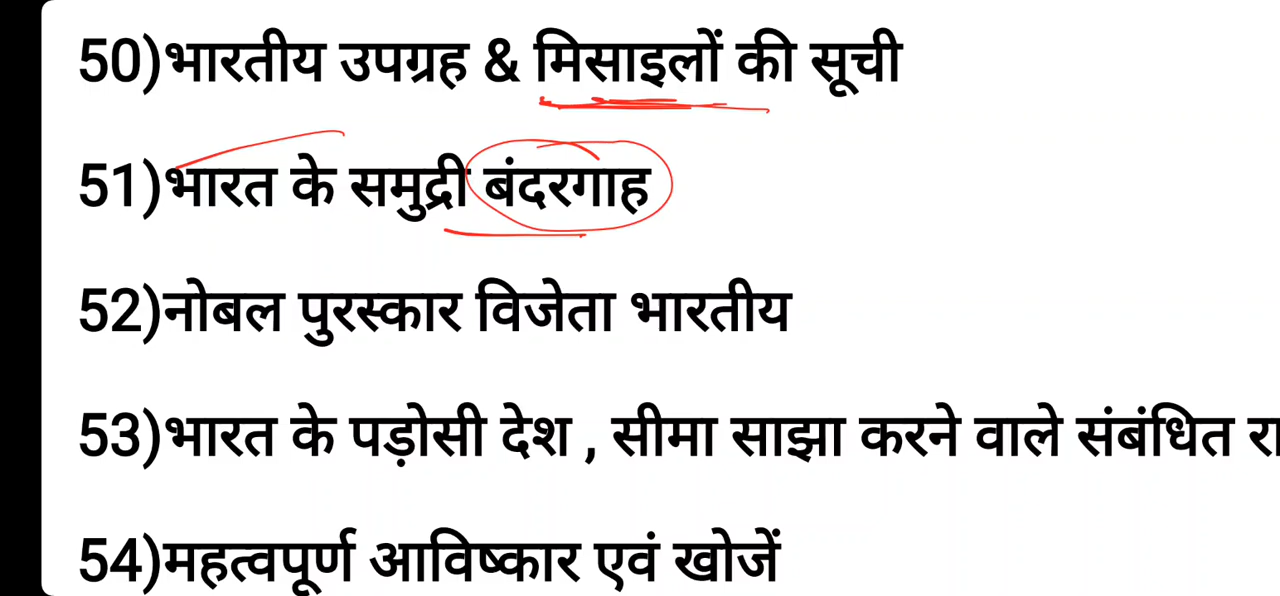 50)भारतीय उपग्रह & मिसाइलों की सूची
51)भारत के समुद्री बंदरगाह
52)नोबल पुरस्कार विजेता भारतीय
53)भारत के पड़ोसी देश , सीमा साझा करने वाले संबंधित
54)महत्वपूर्ण आविष्कार एवं खोजें